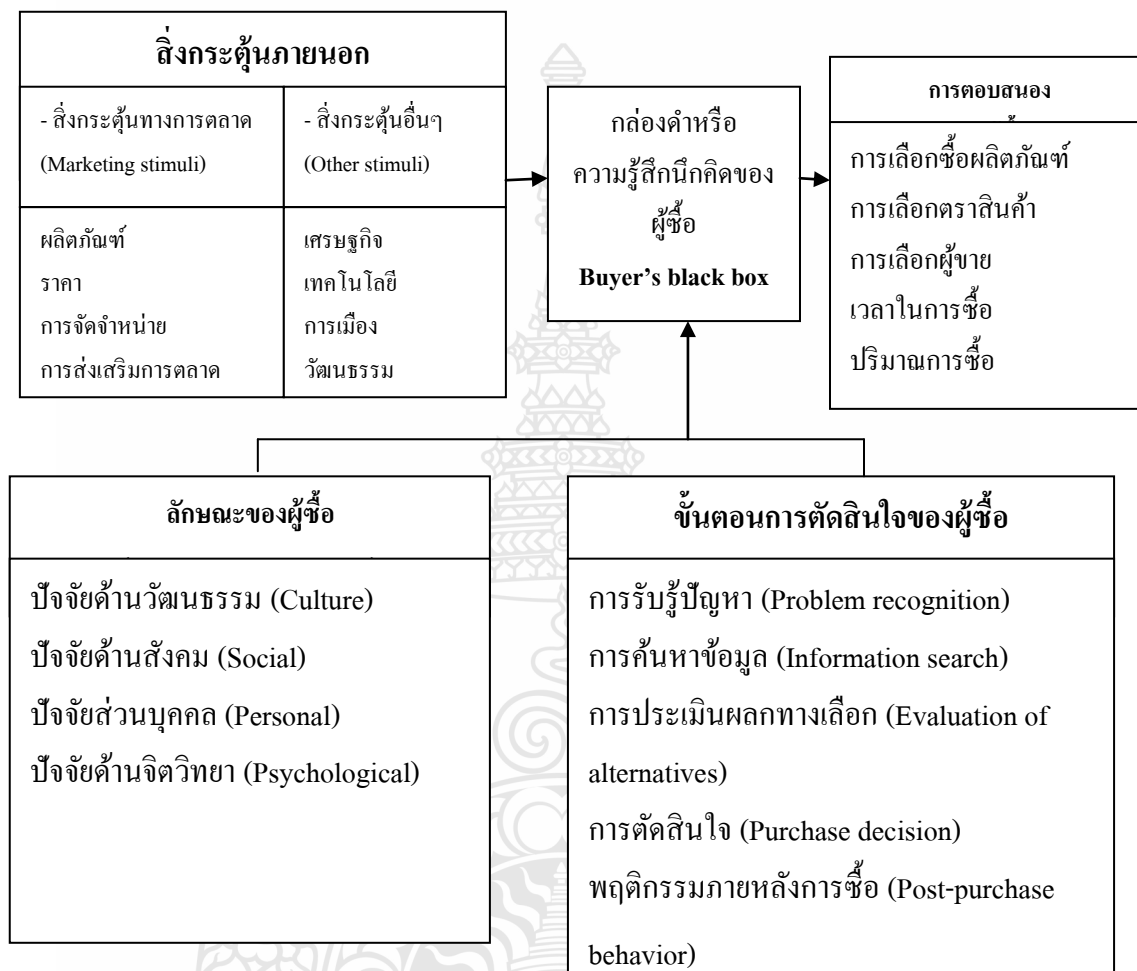 สิ่งกระตุ้นภายนอก
- สิ่งกระตุ้นทางการตลาด
(Marketing stimuli)
- สิ่งกระตุ้นอื่นๆ
(Other stimuli)
ผลิตภัณฑ์
ราคา
การจัดจำหน่าย
การส่งเสริมการตลาด
เศรษฐกิจ
เทคโนโลยี
การเมือง
วัฒนธรรม
กล่องดำหรือ
ความรู้สึกนึกคิดของ
ผู้ซื้อ
Buyer's black box
การตอบสนอง
การเลือกซื้อผลิตภัณฑ์
การเลือกตราสินค้า
การเลือกผู้ขาย
เวลาในการซื้อ
ปริมาณการซื้อ
ลักษณะของผู้ซื้อ
ปัจจัยด้านวัฒนธรรม (Culture)
ปัจจัยด้านสังคม (Social)
ปัจจัยส่วนบุคคล (Personal)
ปัจจัยด้านจิตวิทยา (Psychological)
ขั้นตอนการตัดสินใจของผู้ซื้อ
การรับรู้ปัญหา (Problem recognition)
การค้นหาข้อมูล (Information search)
การประเมินผลกทางเลือก (Evaluation of
alternatives)
การตัดสินใจ (Purchase decision)
พฤติกรรมภายหลังการซื้อ (Post-purchase
behavior)